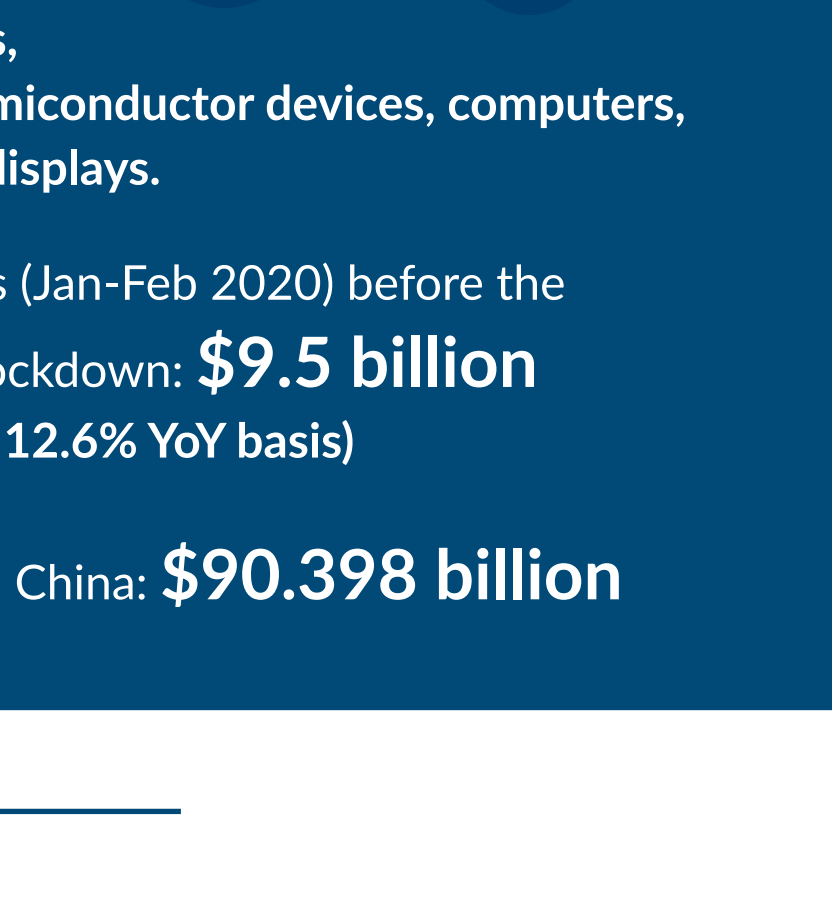 miconductor devices, computers,
displays.
s (Jan-Feb 2020) before the
ockdown: $9.5 billion
12.6% YoY basis)
China: $90.398 billion